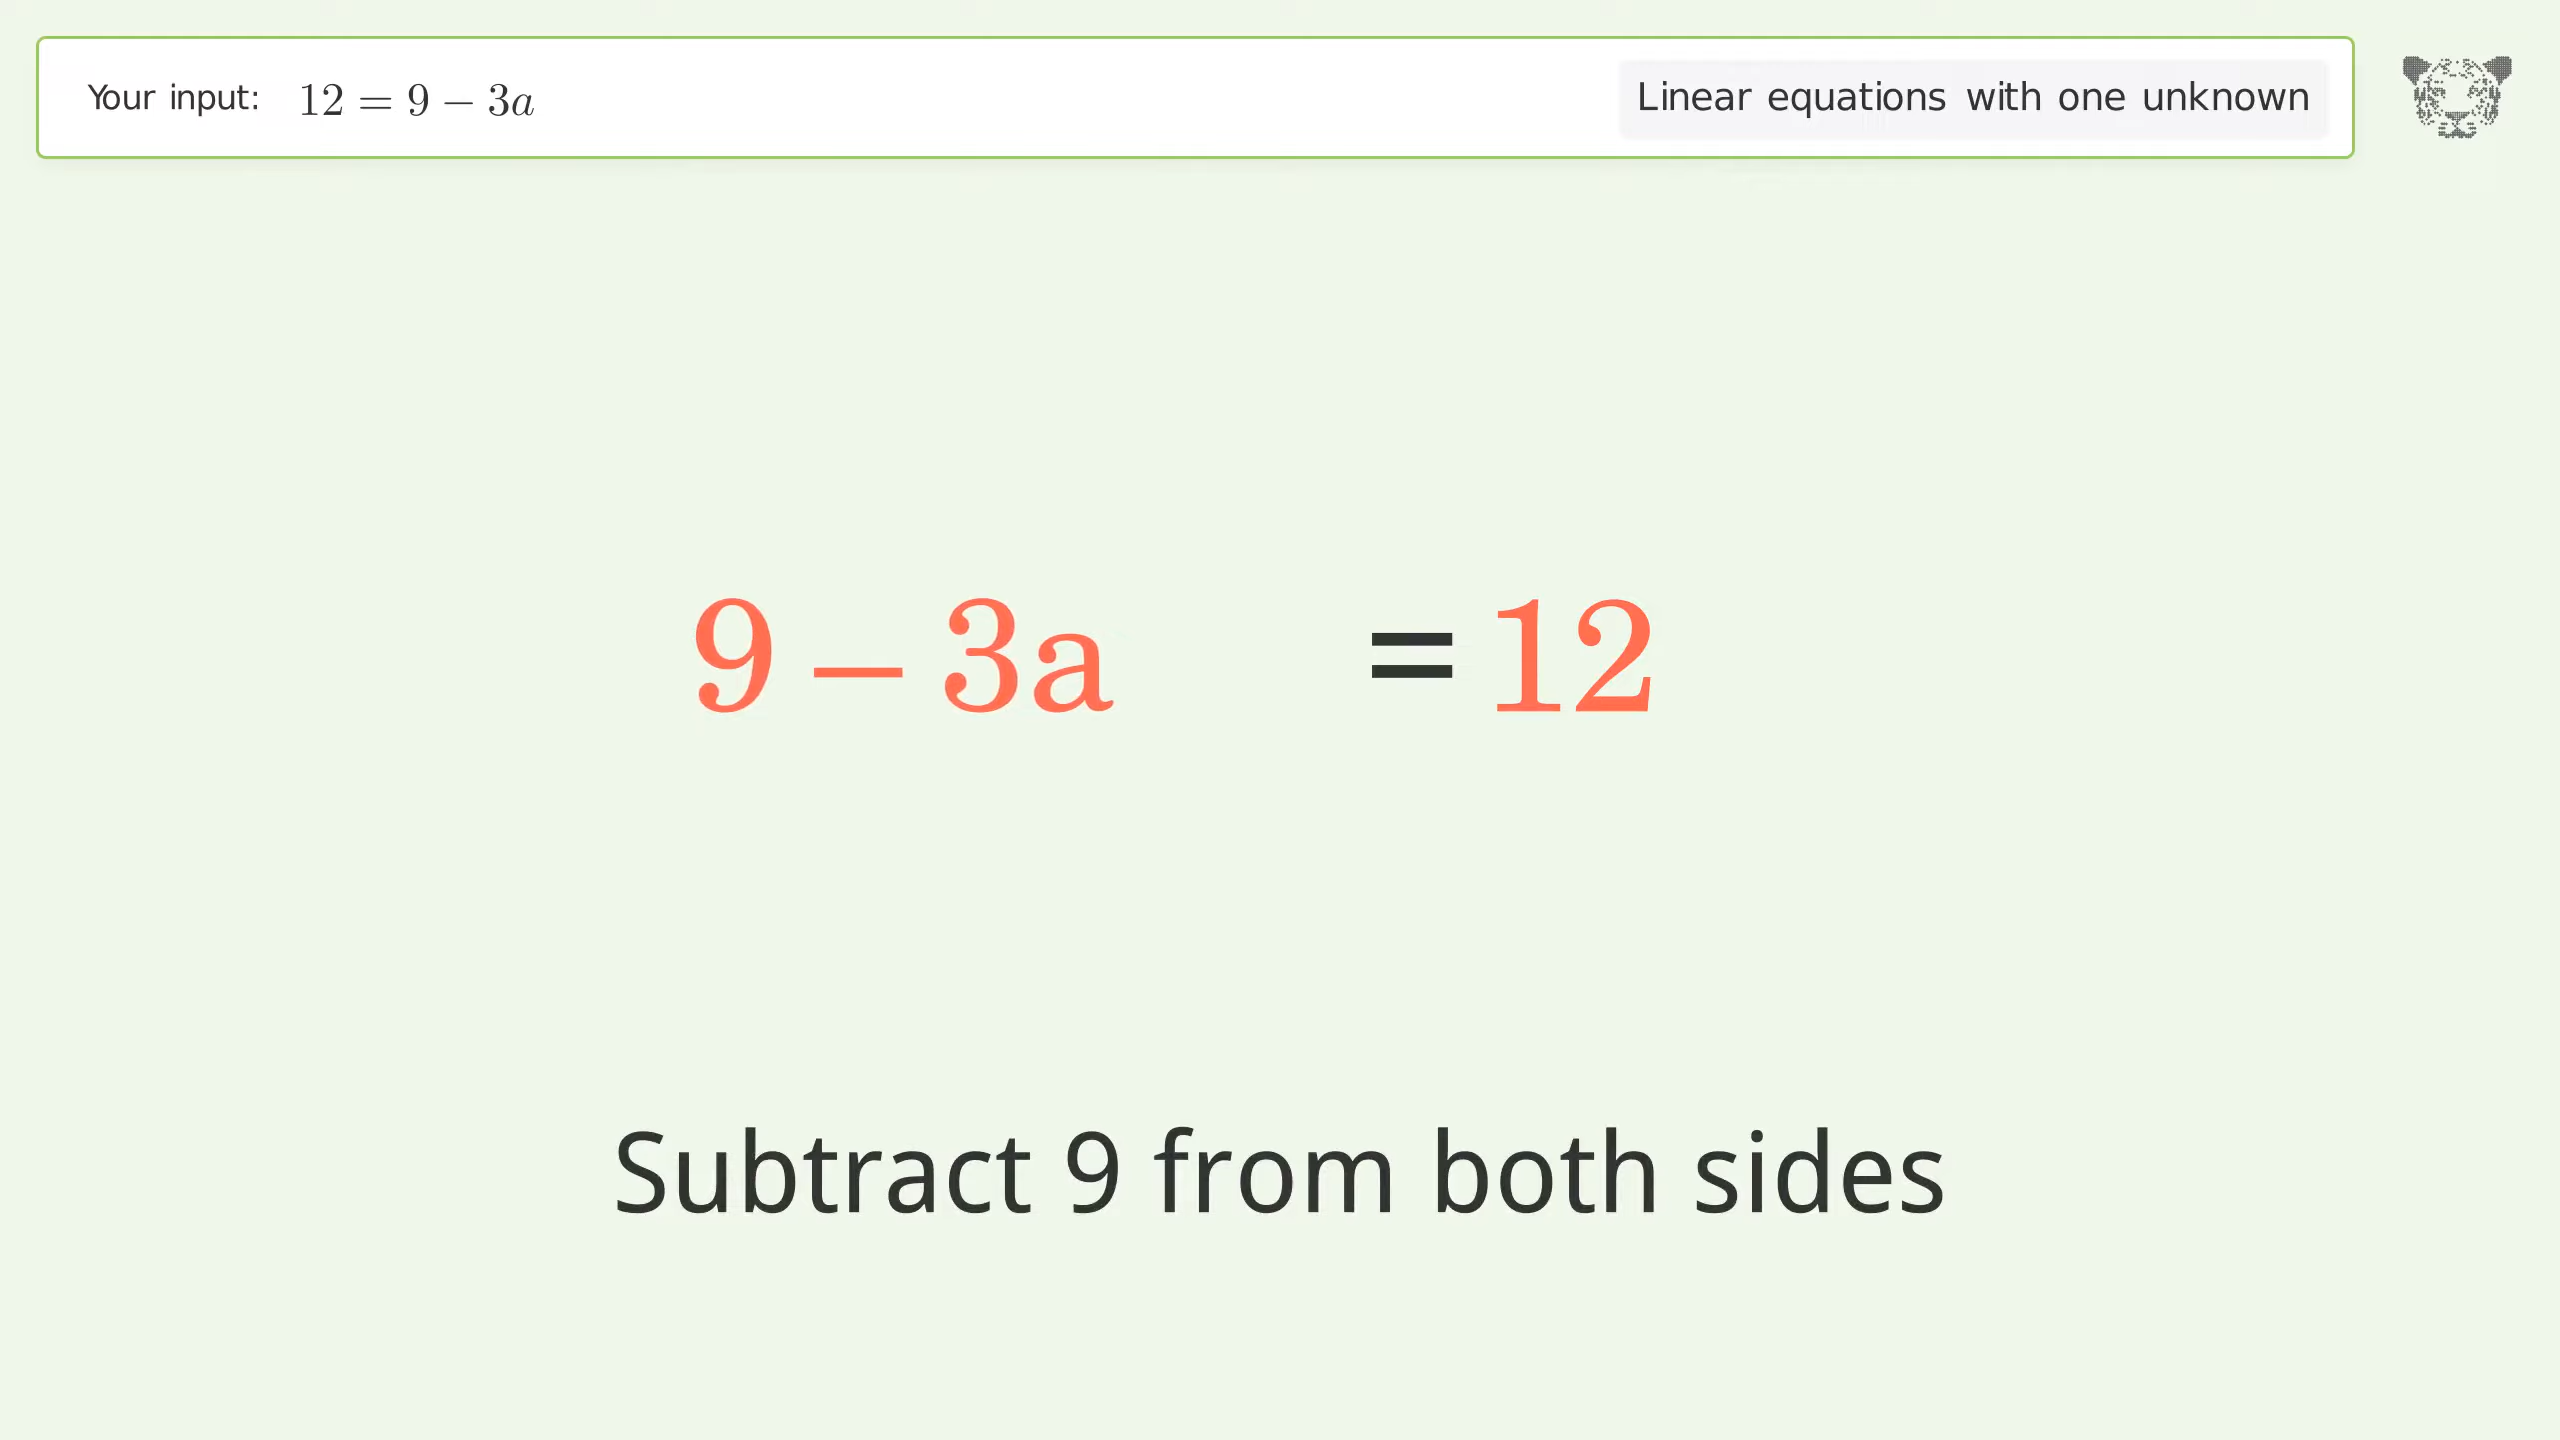 Your input: 12 = 9 − 3a
Linear equations with one unknown
9 − 3a = 12
Subtract 9 from both sides